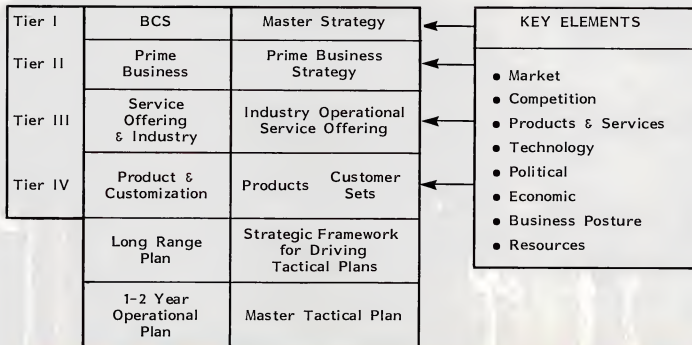 Tier I
BCS
Master Strategy
Tier II
Prime
Business
Prime Business
Strategy
Tier III
Service
Offering
& Industry
Industry Operational
Service Offering
Tier IV
Product &
Customization
Products Customer
Sets
Long Range
Plan
Strategic Framework
for Driving
Tactical Plans
1-2 Year
Operational
Plan
Master Tactical Plan
KEY ELEMENTS
• Market
• Competition
• Products & Services
• Technology
• Political
• Economic
• Business Posture
• Resources